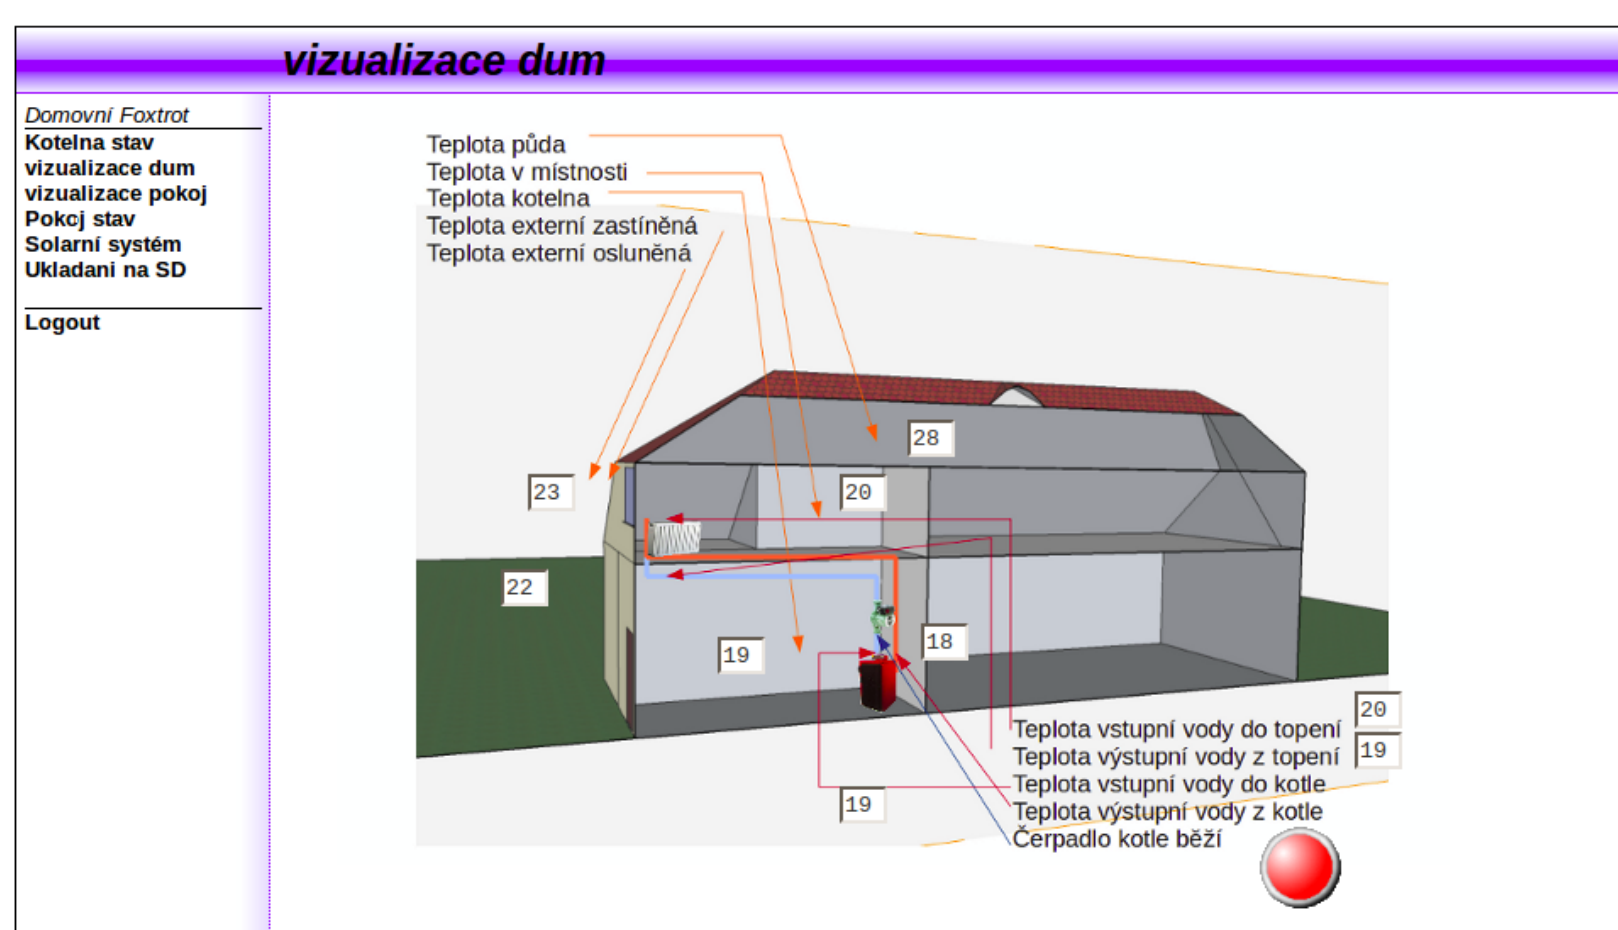 vizualizace dum
Domovní Foxtrot
Kotelna stav
vizualizace dum
vizualizace pokoj
Pokoj stav
Solarní systém
Ukladani na SD
Logout
Teplota půda
Teplota v místnosti
Teplota kotelna
Teplota externí zastíněná
Teplota externí osluněná
28
23
20
22
19
18
20
Teplota vstupní vody do topení
19
Teplota výstupní vody z topení
Teplota vstupní vody do kotle
19
Teplota výstupní vody z kotle
Čerpadlo kotle běží